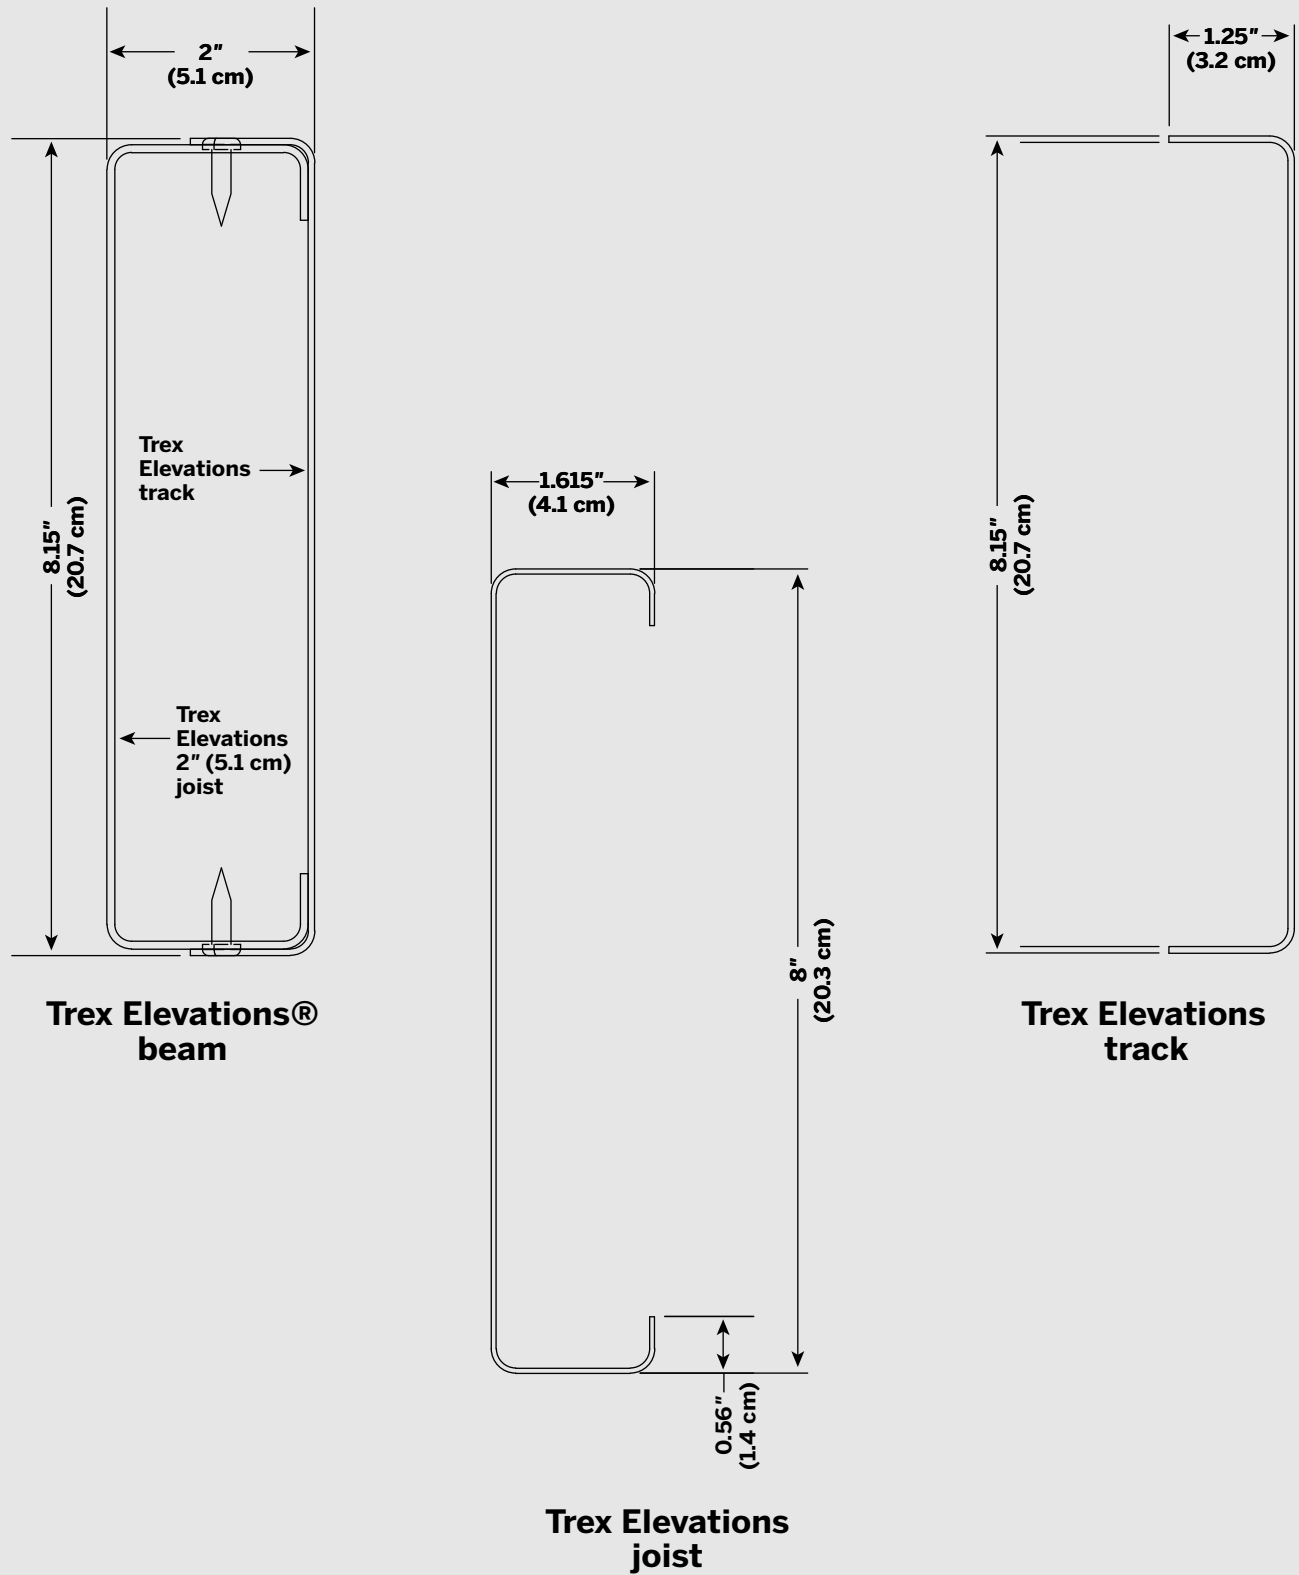 2″
(5.1 cm)
8.15″
(20.7 cm)
Trex
Elevations
track
Trex
Elevations
2″ (5.1 cm)
joist
Trex Elevations®
beam
1.615″
(4.1 cm)
8″
(20.3 cm)
0.56″
(1.4 cm)
Trex Elevations
joist
1.25″
(3.2 cm)
8.15″
(20.7 cm)
Trex Elevations
track